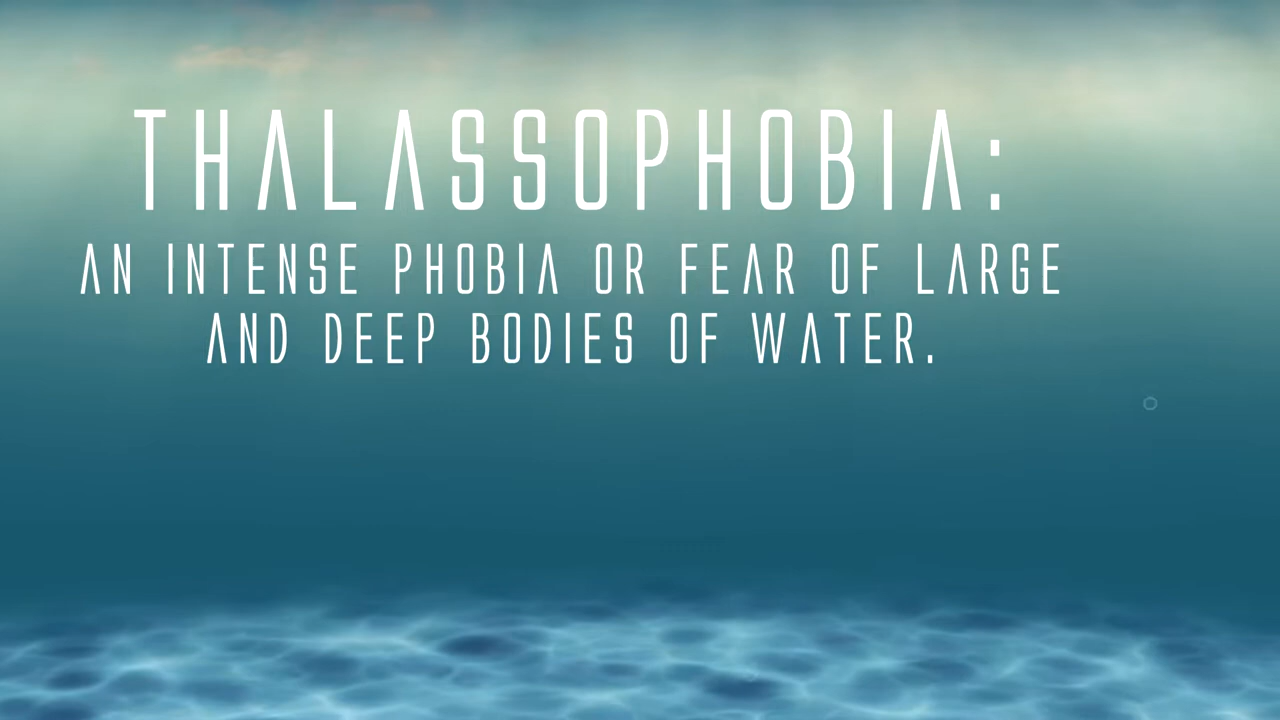 THALASSOPHOBIA:
AN INTENSE PHOBIA OR FEAR OF LARGE
AND DEEP BODIES OF WATER.